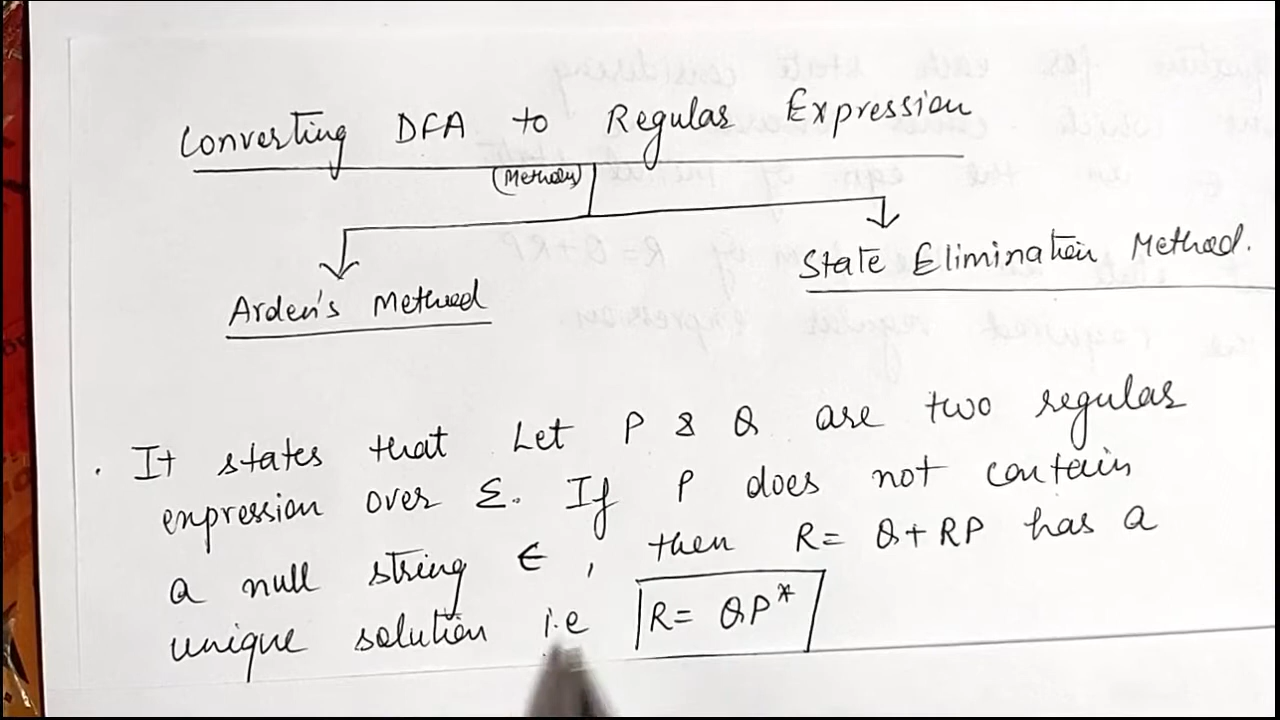 Converting DFA to Regular Expression
(Methods)
Arden's Method
State Elimination Method.
. It states that Let P & Q are two regular
expression over Σ. If P does not contain
a null string ∈, then R= Q+RP has a
unique solution i.e R= QP*